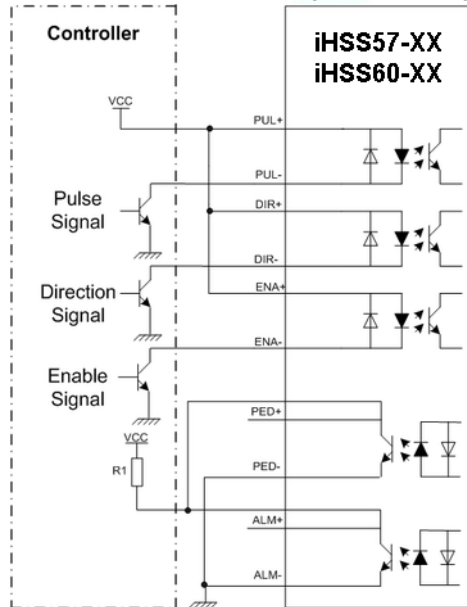 Controller
iHSS57-XX
iHSS60-XX
VCC
PUL+
PUL-
Pulse
Signal
DIR+
DIR-
Direction
Signal
ENA+
ENA-
Enable
Signal
PED+
VCC
R1
PED-
ALM+
ALM-